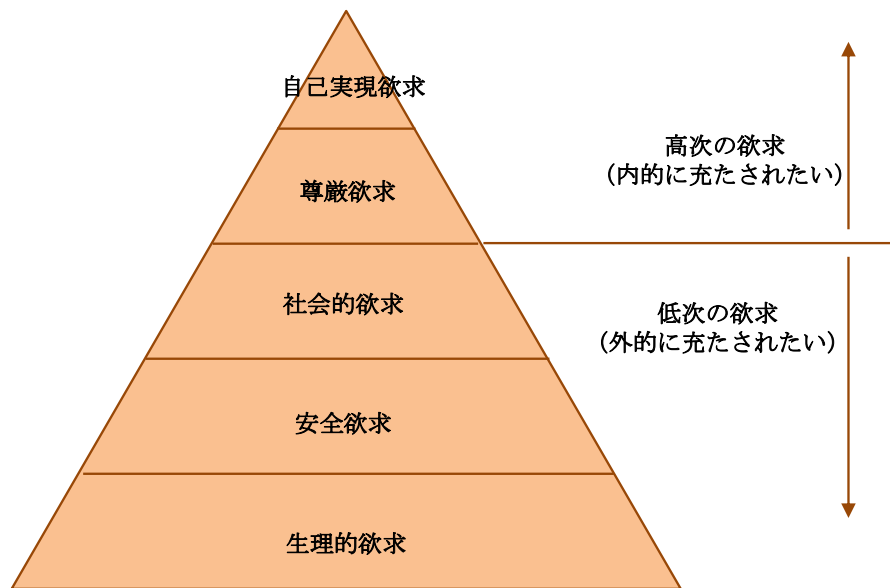 自己実現欲求
尊厳欲求
社会的欲求
安全欲求
生理的欲求
高次の欲求
（内的に充たされたい）
低次の欲求
（外的に充たされたい）